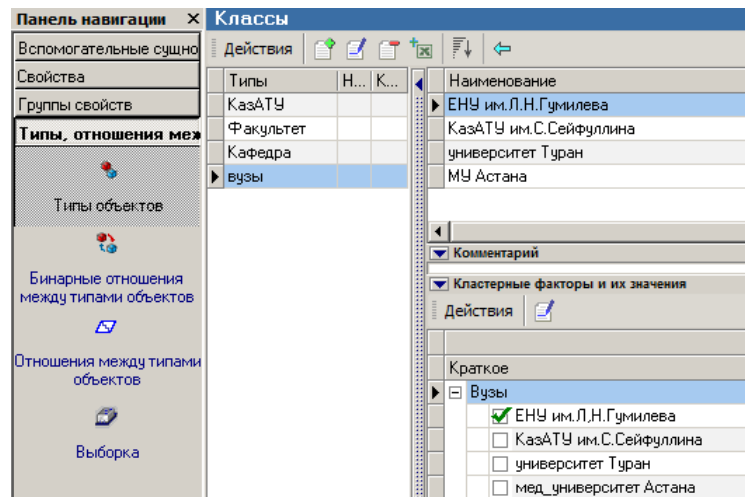 Панель навигации
Вспомогательные сущно
Свойства
Группы свойств
Типы, отношения меж
Типы объектов
Бинарные отношения
между типами объектов
Отношения между типами
объектов
Выборка
Классы
Действия
Типы Н... К...
КазАТУ
Факультет
Кафедра
вузы
Наименование
ЕНУ им.Л.Н.Гумилева
КазАТУ им.С.Сейфуллина
университет Туран
МУ Астана
Комментарий
Кластерные факторы и их значения
Действия
Краткое
Вузы
ЕНУ им.Л,Н.Гумилева
КазАТУ им.С.Сейфуллина
университет Туран
мед_университет Астана